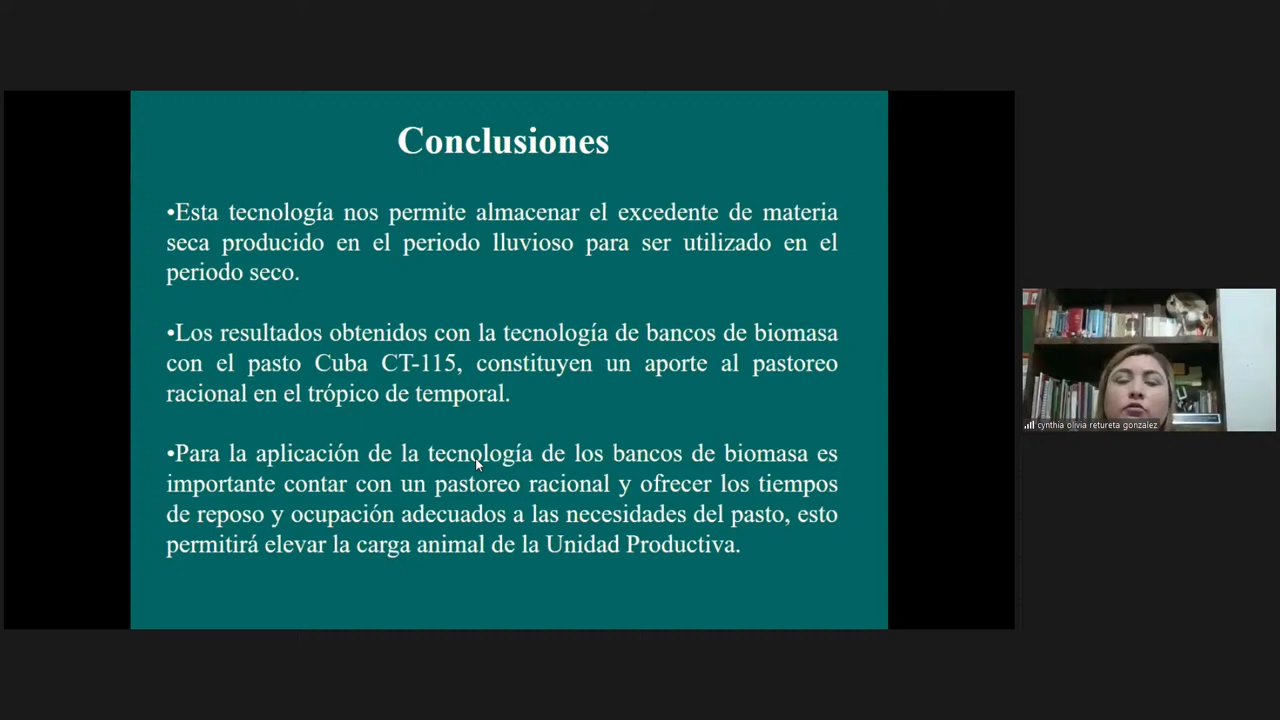 Conclusiones
•Esta tecnología nos permite almacenar el excedente de materia
seca producido en el periodo lluvioso para ser utilizado en el
periodo seco.
•Los resultados obtenidos con la tecnología de bancos de biomasa
con el pasto Cuba CT-115, constituyen un aporte al pastoreo
racional en el trópico de temporal.
•Para la aplicación de la tecnología de los bancos de biomasa es
importante contar con un pastoreo racional y ofrecer los tiempos
de reposo y ocupación adecuados a las necesidades del pasto, esto
permitirá elevar la carga animal de la Unidad Productiva.
cynthia olivia retureta gonzalez